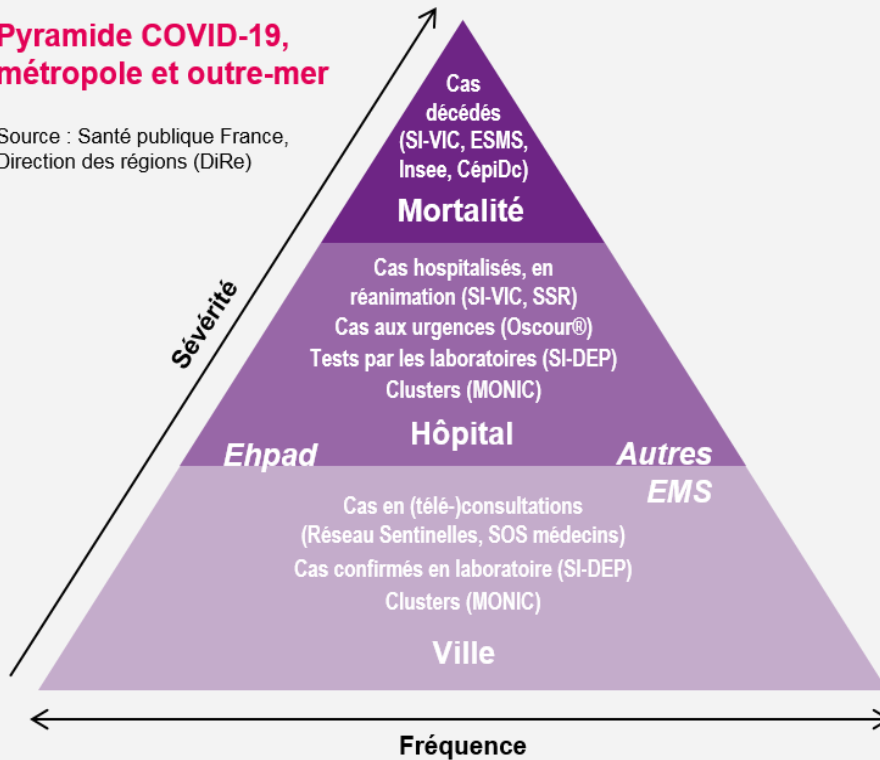 Pyramide COVID-19,
métropole et outre-mer
Source : Santé publique France,
Direction des régions (DiRe)
Sévérité
Cas
décédés
(SI-VIC, ESMS,
Insee, CépiDc)
Mortalité
Cas hospitalisés, en
réanimation (SI-VIC, SSR)
Cas aux urgences (Oscour®)
Tests par les laboratoires (SI-DEP)
Clusters (MONIC)
Hôpital
Ehpad
Autres
EMS
Cas en (télé-)consultations
(Réseau Sentinelles, SOS médecins)
Cas confirmés en laboratoire (SI-DEP)
Clusters (MONIC)
Ville
Fréquence